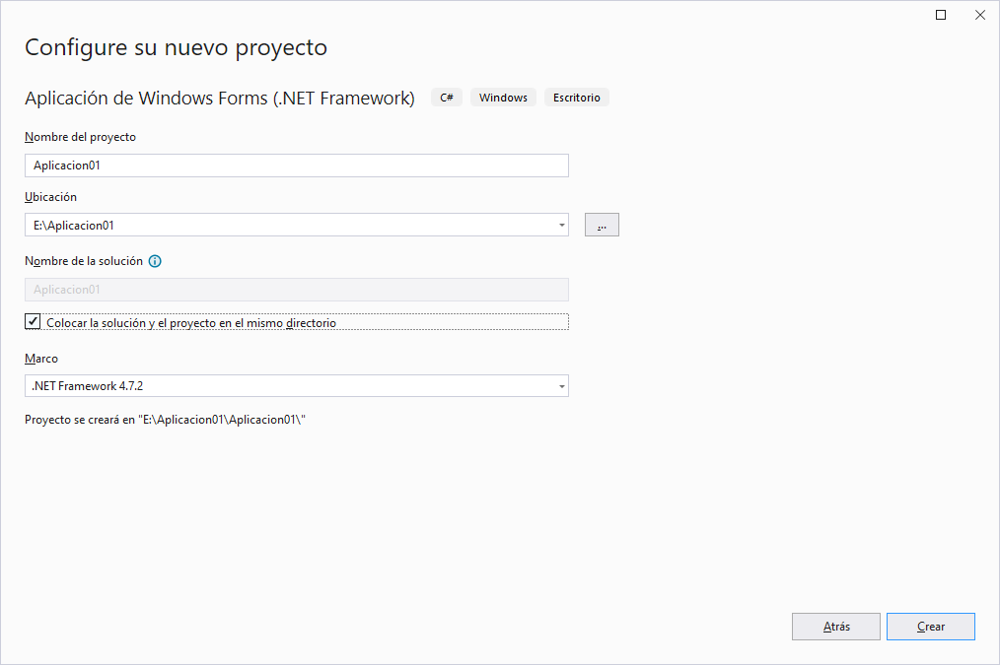 Configure su nuevo proyecto
Aplicación de Windows Forms (.NET Framework) C# Windows Escritorio
Nombre del proyecto
Aplicacion01
Ubicación
E:\Aplicacion01
...
Nombre de la solución
Aplicacion01
Colocar la solución y el proyecto en el mismo directorio
Marco
.NET Framework 4.7.2
Proyecto se creará en "E:\Aplicacion01\Aplicacion01\"
Atrás Crear